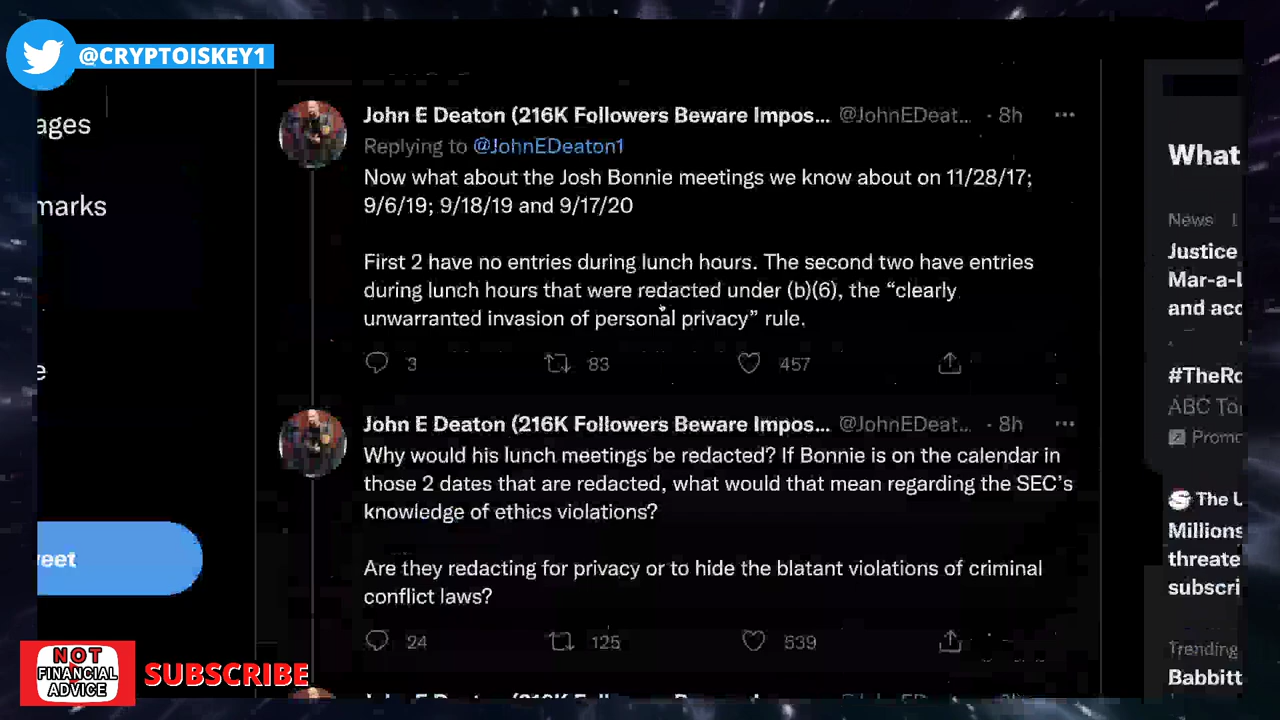 @CRYPTOISKEY1
ages
marks
e
eet
John E Deaton (216K Followers Beware Impos... @JohnEDeat... · 8h
Replying to @JohnEDeaton1
Now what about the Josh Bonnie meetings we know about on 11/28/17;
9/6/19; 9/18/19 and 9/17/20
First 2 have no entries during lunch hours. The second two have entries
during lunch hours that were redacted under (b)(6), the “clearly
unwarranted invasion of personal privacy” rule.
3 83 457
John E Deaton (216K Followers Beware Impos... @JohnEDeat... · 8h
Why would his lunch meetings be redacted? If Bonnie is on the calendar in
those 2 dates that are redacted, what would that mean regarding the SEC’s
knowledge of ethics violations?
Are they redacting for privacy or to hide the blatant violations of criminal
conflict laws?
24 125 539
John E Deaton (216K Followers Beware Impos...
What
News
Justice
Mar-a-L
and acc
#TheRo
ABC To
Promo
The U
Millions
threate
subscri
Trending
Babbitt
NOT
FINANCIAL
ADVICE
SUBSCRIBE